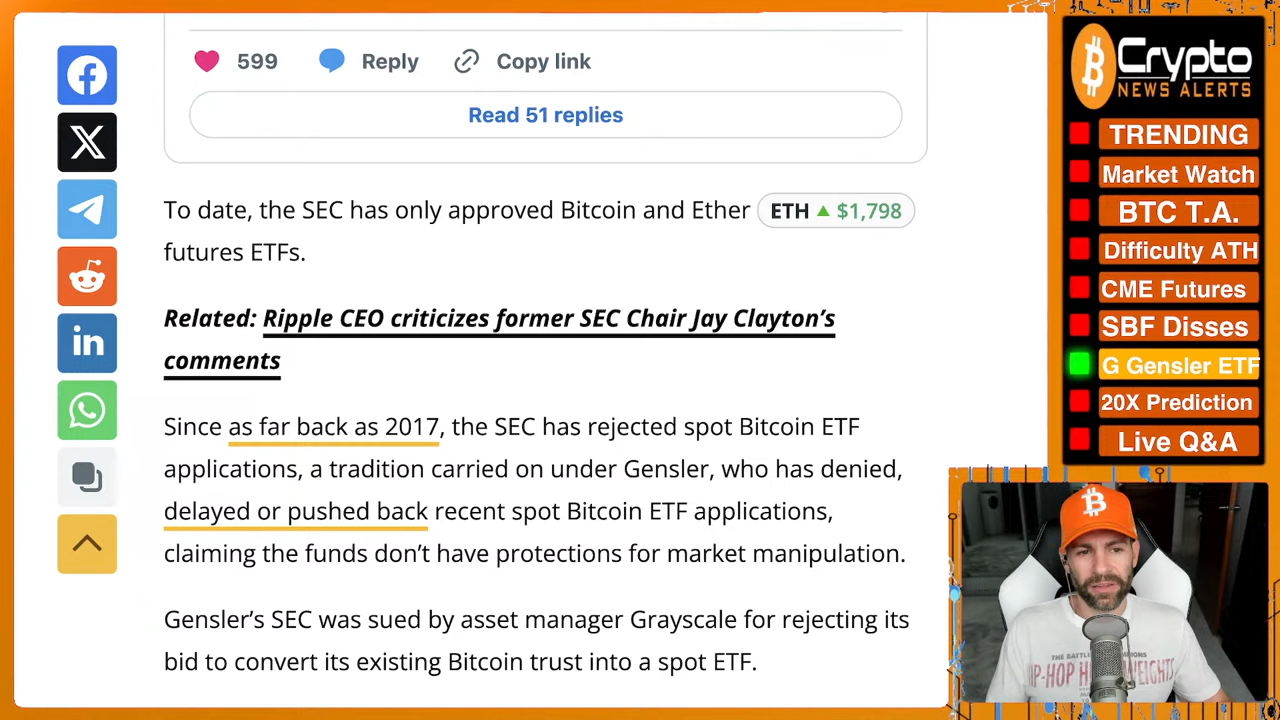 599 Reply Copy link
Read 51 replies
To date, the SEC has only approved Bitcoin and Ether ETH ▲ $1,798
futures ETFs.
Related: Ripple CEO criticizes former SEC Chair Jay Clayton's
comments
Since as far back as 2017, the SEC has rejected spot Bitcoin ETF
applications, a tradition carried on under Gensler, who has denied,
delayed or pushed back recent spot Bitcoin ETF applications,
claiming the funds don't have protections for market manipulation.
Gensler's SEC was sued by asset manager Grayscale for rejecting its
bid to convert its existing Bitcoin trust into a spot ETF.
Crypto
NEWS ALERTS
TRENDING
Market Watch
BTC T.A.
Difficulty ATH
CME Futures
SBF Disses
G Gensler ETF
20X Prediction
Live Q&A
THE BATTLE
HIP-HOP